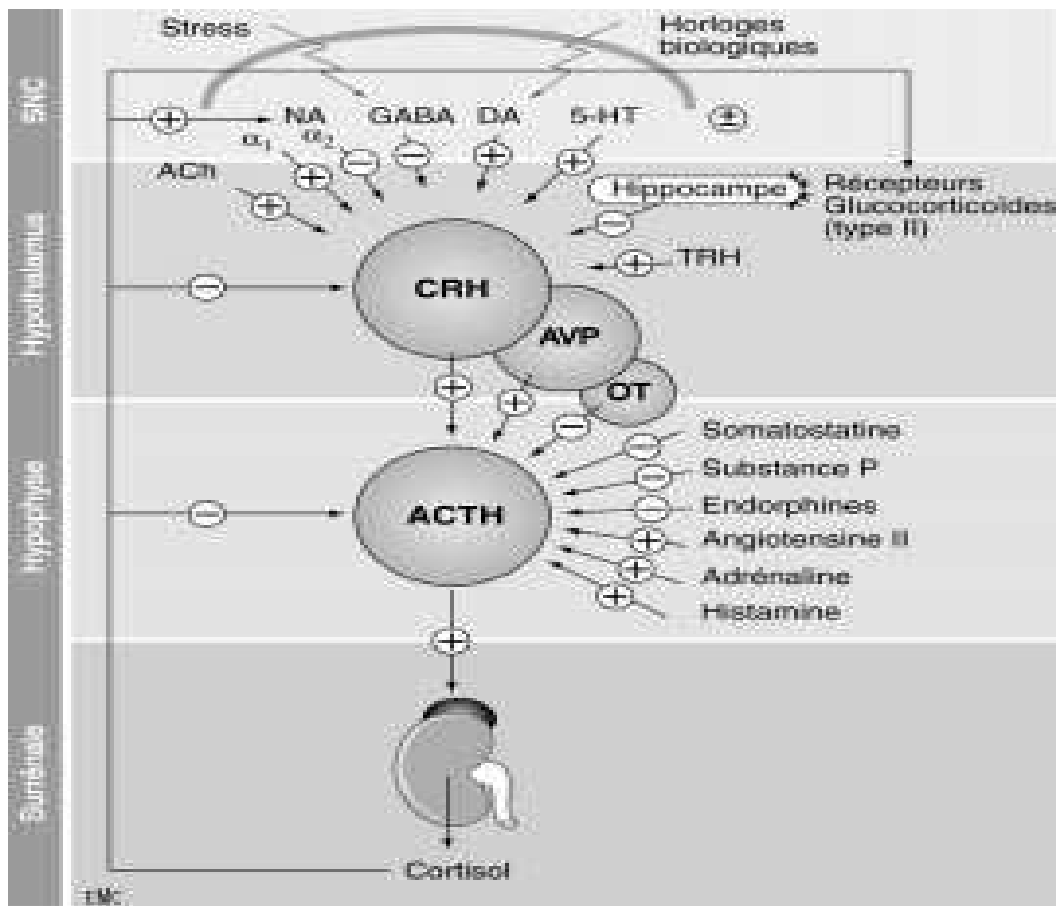 Stress
Horloges
biologiques
SNC
+
NA
GABA
DA
5-HT
±
α1
α2
ACh
+
+
−
−
+
+
Hippocampe
Récepteurs
Glucocorticoïdes
(type II)
−
+
TRH
Hypothalamus
−
CRH
AVP
OT
+
+
−
Hypophyse
−
ACTH
−
Somatostatine
−
Substance P
−
Endorphines
+
Angiotensine II
+
Adrénaline
+
Histamine
+
Surrénale
Cortisol
EMC